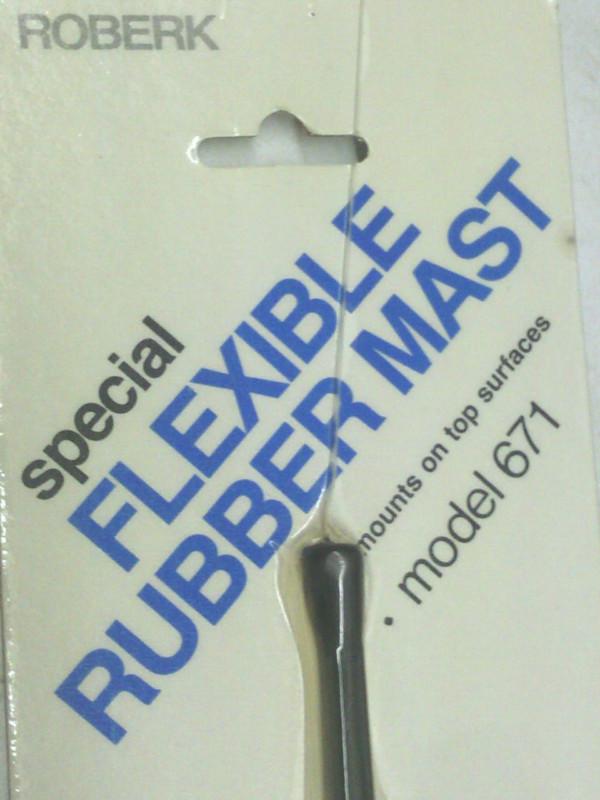 ROBERK
special
FLEXIBLE
RUBBER MAST
mounts on top surfaces
• model 671